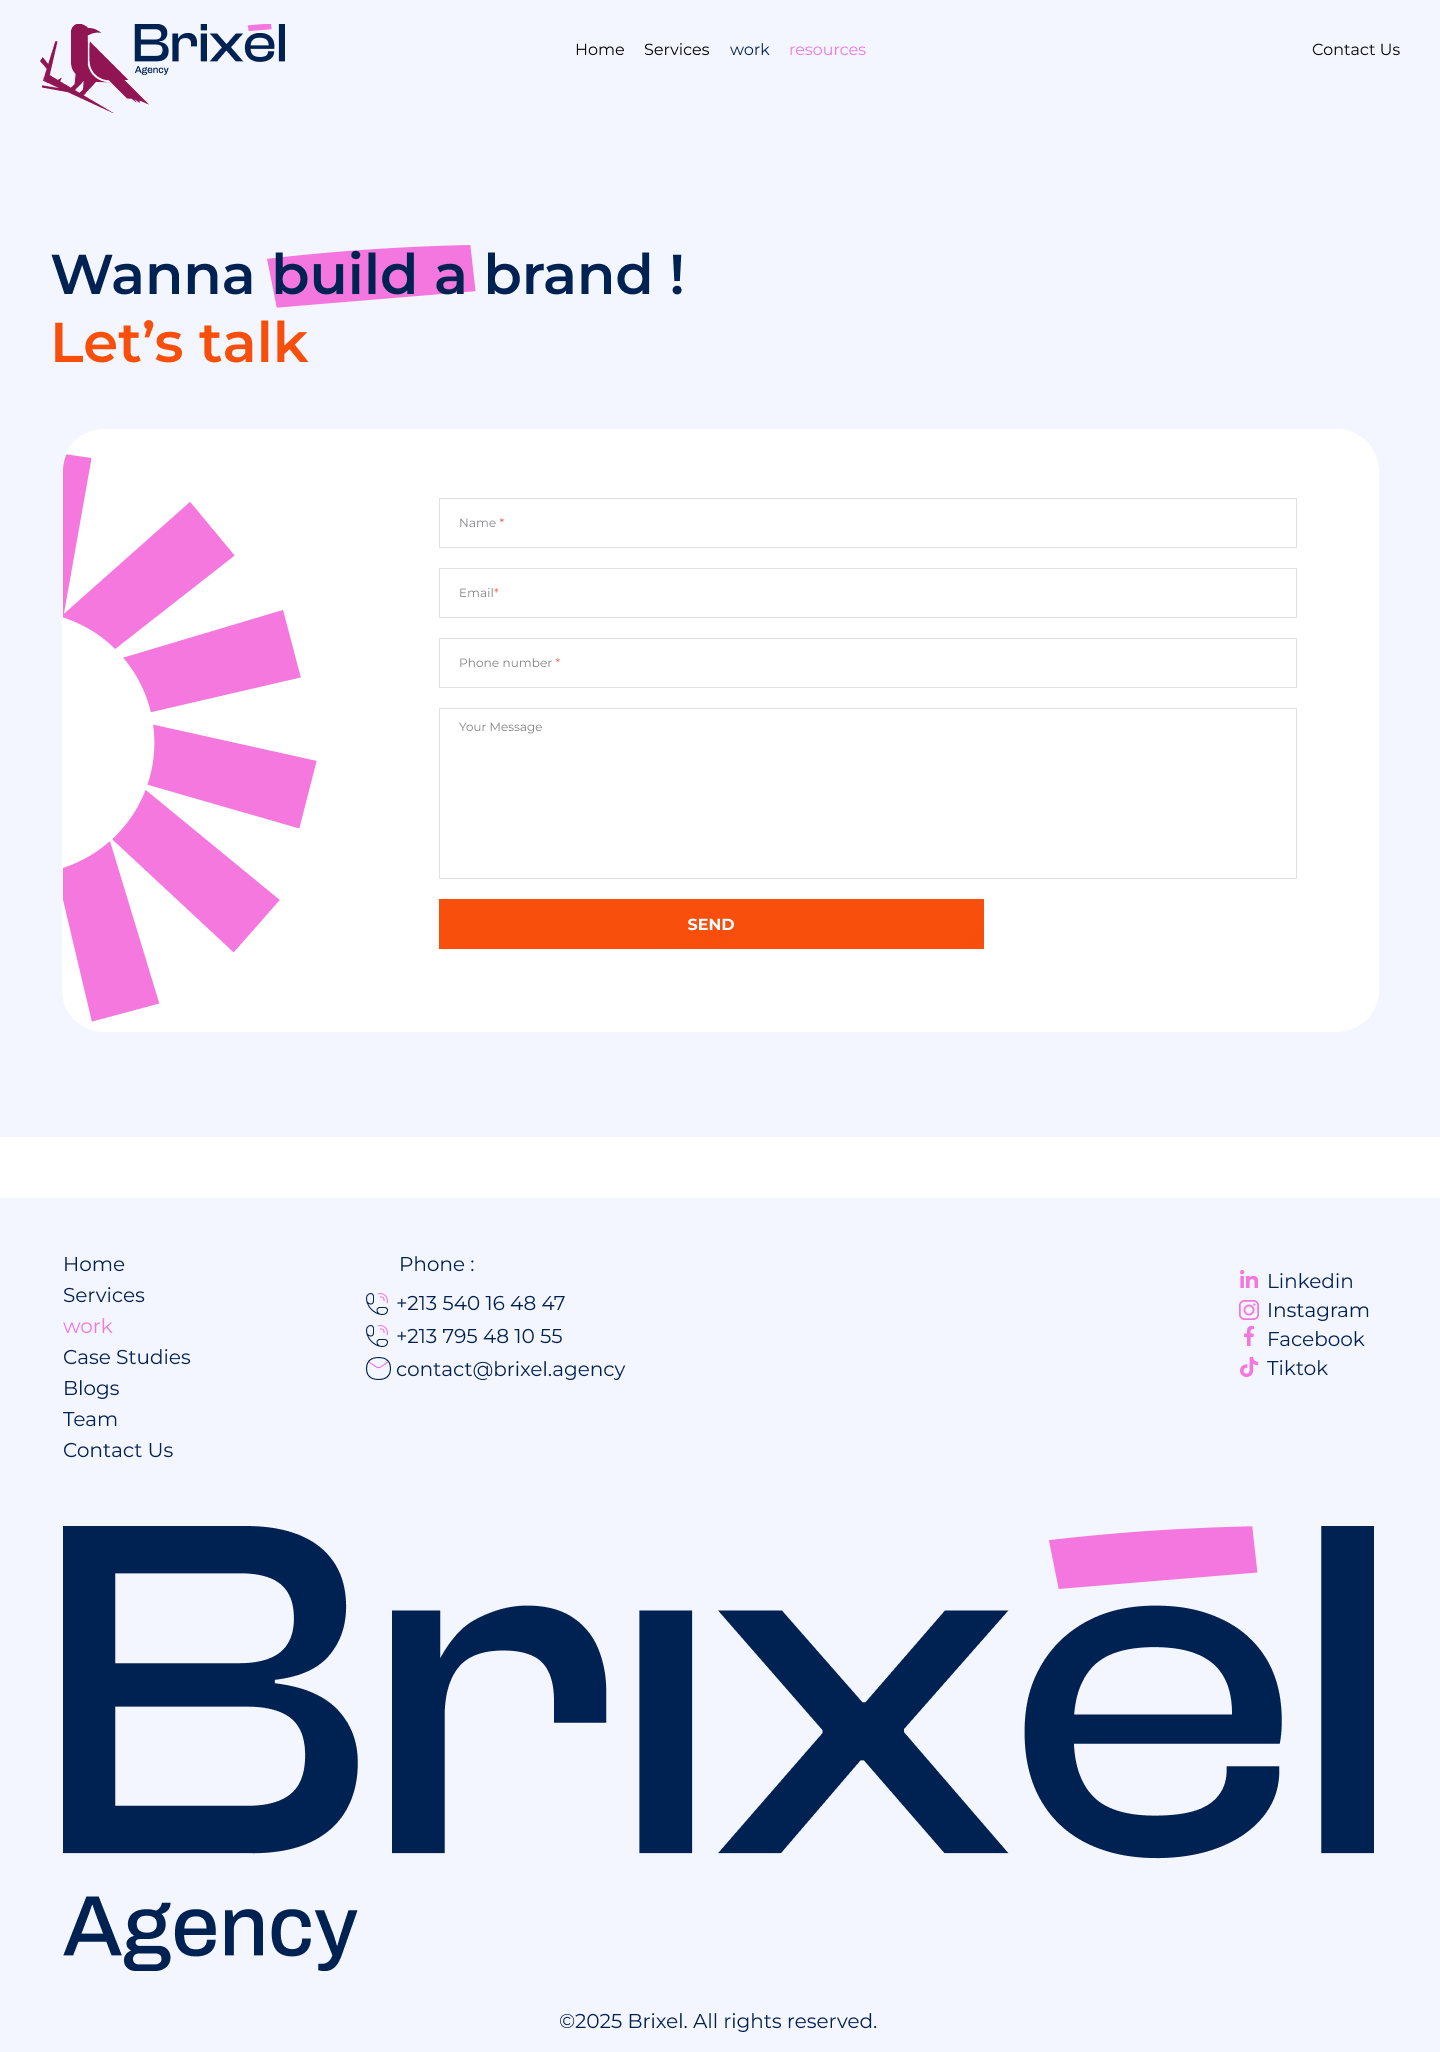 Brixel
Agency
Home
Services
work
resources
Contact Us
Wanna build a brand !
Let’s talk
Name *
Email*
Phone number *
Your Message
SEND
Home
Services
work
Case Studies
Blogs
Team
Contact Us
Phone :
+213 540 16 48 47
+213 795 48 10 55
contact@brixel.agency
Linkedin
Instagram
Facebook
Tiktok
Brıxēl
Agency
©2025 Brixel. All rights reserved.